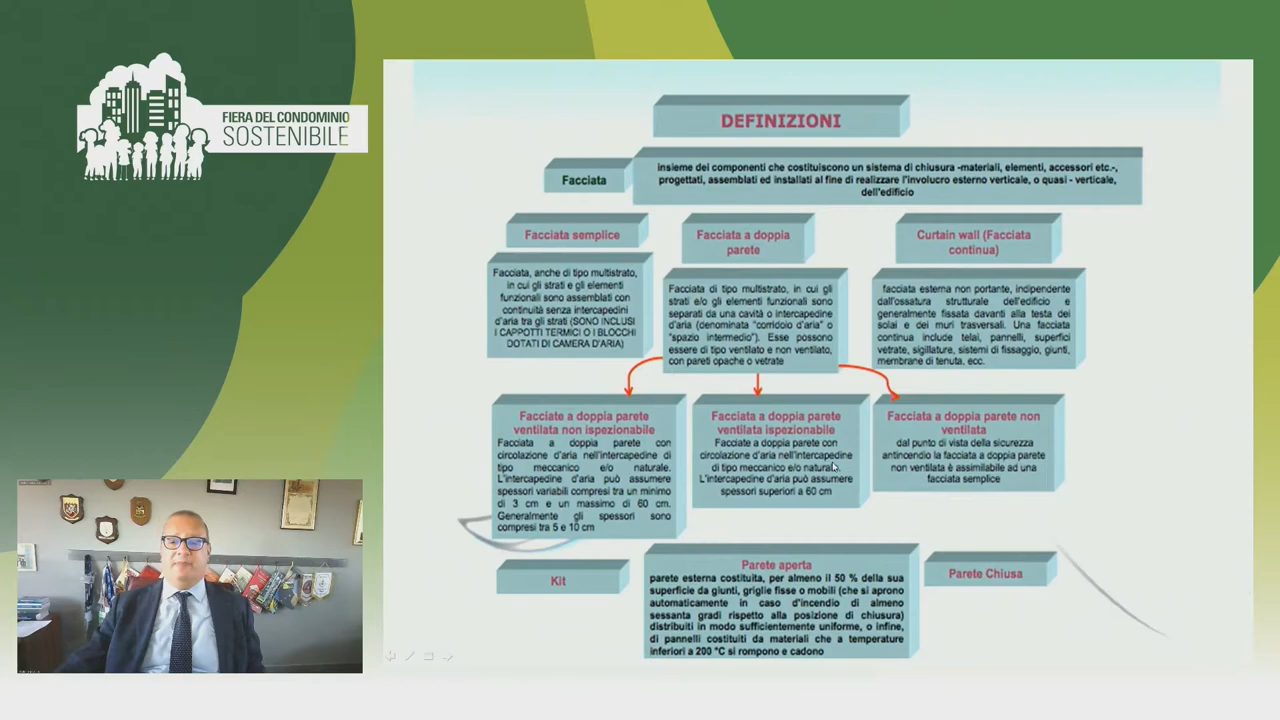 FIERA DEL CONDOMINIO
SOSTENIBILE
DEFINIZIONI
Facciata
insieme dei componenti che costituiscono un sistema di chiusura -materiali, elementi, accessori etc.-,
progettati, assemblati ed installati al fine di realizzare l'involucro esterno verticale, o quasi - verticale,
dell'edificio
Facciata semplice
Facciata, anche di tipo multistrato,
in cui gli strati e gli elementi
funzionali sono assemblati con
continuità senza intercapedini
d'aria tra gli strati (SONO INCLUSI
I CAPPOTTI TERMICI O I BLOCCHI
DOTATI DI CAMERA D'ARIA)
Facciata a doppia
parete
Facciata di tipo multistrato, in cui gli
strati e/o gli elementi funzionali sono
separati da una cavità o intercapedine
d'aria (denominata "corridoio d'aria" o
"spazio intermedio"). Esse possono
essere di tipo ventilato e non ventilato,
con pareti opache o vetrate
Curtain wall (Facciata
continua)
facciata esterna non portante, indipendente
dall'ossatura strutturale dell'edificio e
generalmente fissata davanti alla testa dei
solai e dei muri trasversali. Una facciata
continua include telai, pannelli, superfici
vetrate, sigillature, sistemi di fissaggio, giunti,
membrane di tenuta, ecc.
Facciate a doppia parete
ventilata non ispezionabile
Facciata a doppia parete con
circolazione d'aria nell'intercapedine di
tipo meccanico e/o naturale.
L'intercapedine d'aria può assumere
spessori variabili compresi tra un minimo
di 3 cm e un massimo di 60 cm.
Generalmente gli spessori sono
compresi tra 5 e 10 cm
Facciata a doppia parete
ventilata ispezionabile
Facciate a doppia parete con
circolazione d'aria nell'intercapedine
di tipo meccanico e/o naturale.
L'intercapedine d'aria può assumere
spessori superiori a 60 cm
Facciata a doppia parete non
ventilata
dal punto di vista della sicurezza
antincendio la facciata a doppia parete
non ventilata è assimilabile ad una
facciata semplice
Kit
Parete aperta
parete esterna costituita, per almeno il 50 % della sua
superficie da giunti, griglie fisse o mobili (che si aprono
automaticamente in caso d'incendio di almeno
sessanta gradi rispetto alla posizione di chiusura)
distribuiti in modo sufficientemente uniforme, o infine,
di pannelli costituiti da materiali che a temperature
inferiori a 200 °C si rompono e cadono
Parete Chiusa